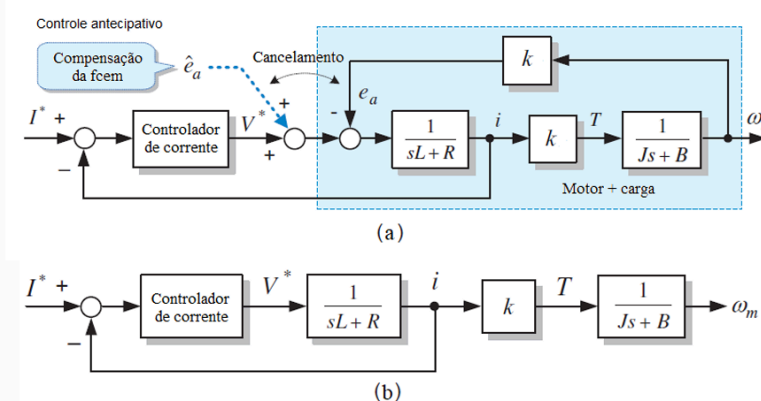 Controle antecipativo
Compensação
da fcem
ê_a
Cancelamento
k
e_a
I* +
−
Controlador
de corrente
V*
+
+
-
1
sL + R
i
k
T
1
Js + B
ω
Motor + carga
(a)
I* +
−
Controlador
de corrente
V*
1
sL + R
i
k
T
1
Js + B
ω_m
(b)